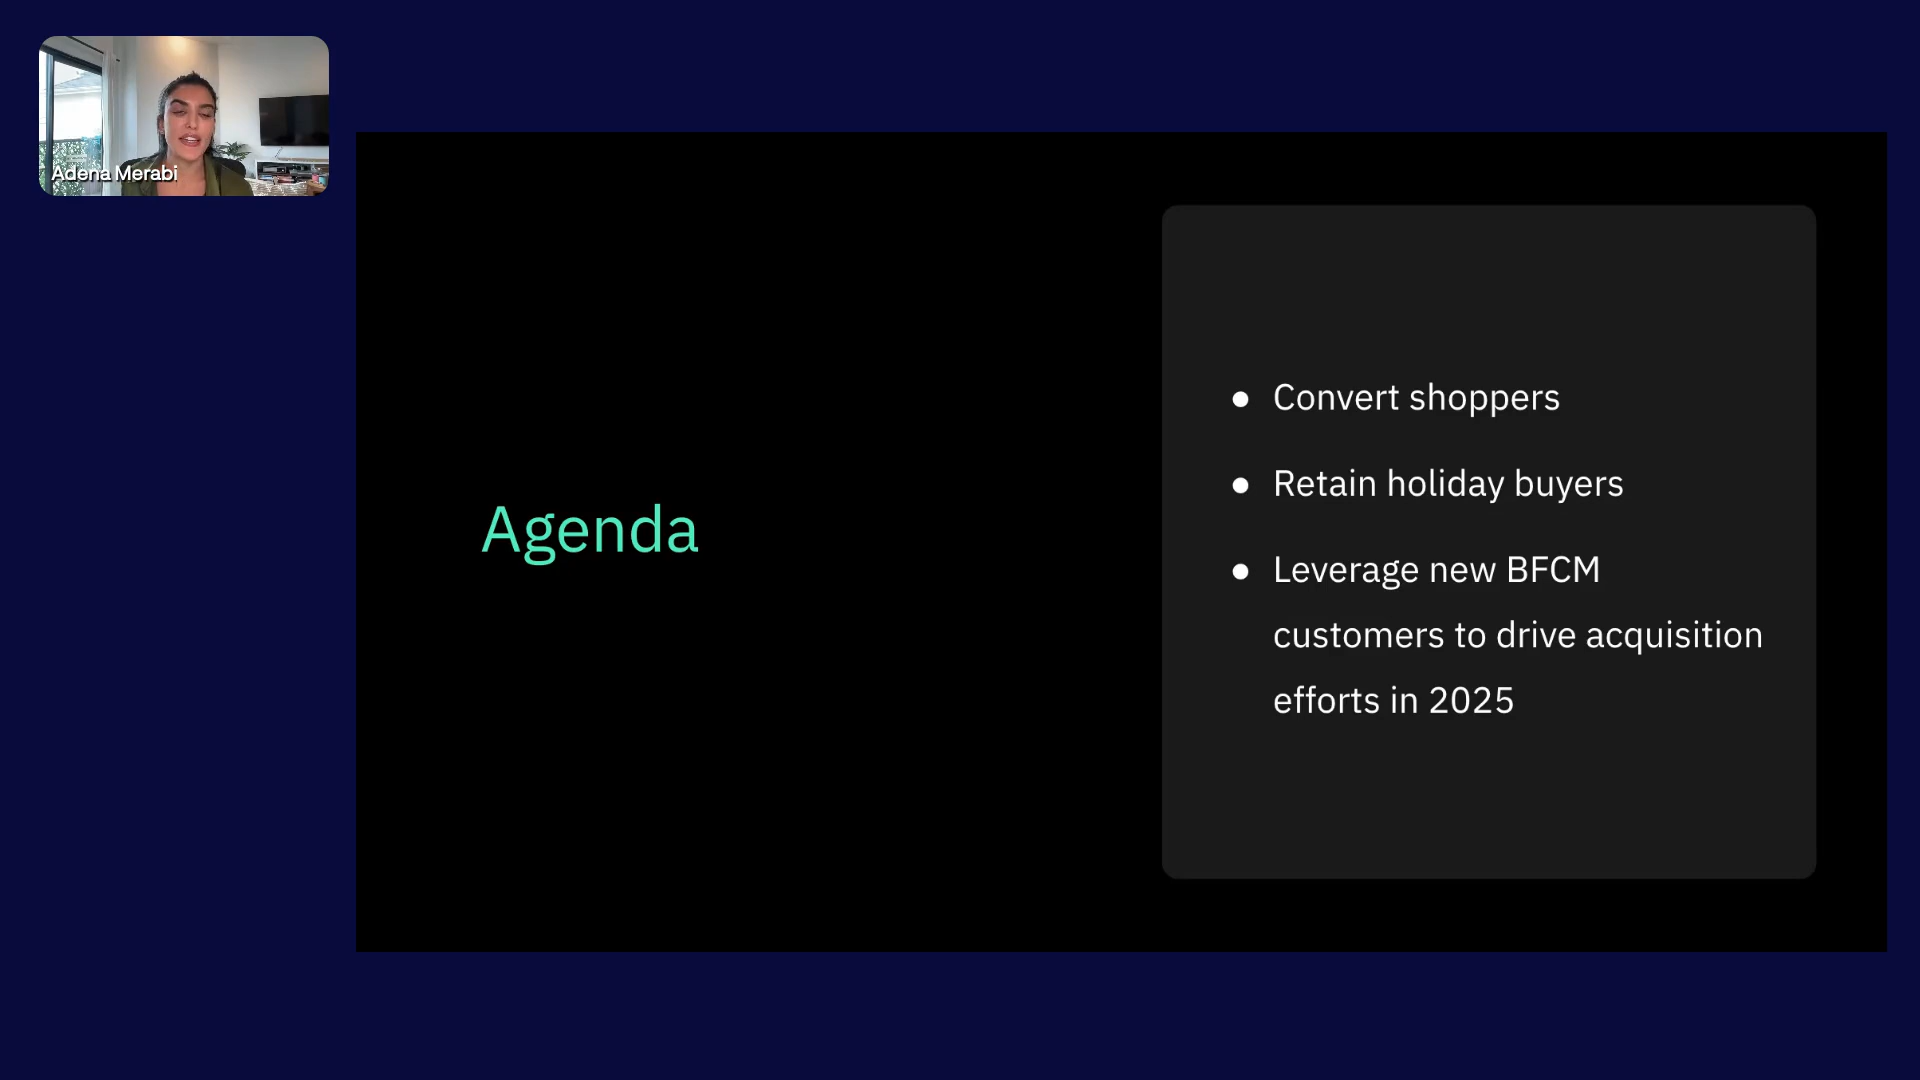 Adena Merabi
Agenda
● Convert shoppers
● Retain holiday buyers
● Leverage new BFCM
customers to drive acquisition
efforts in 2025